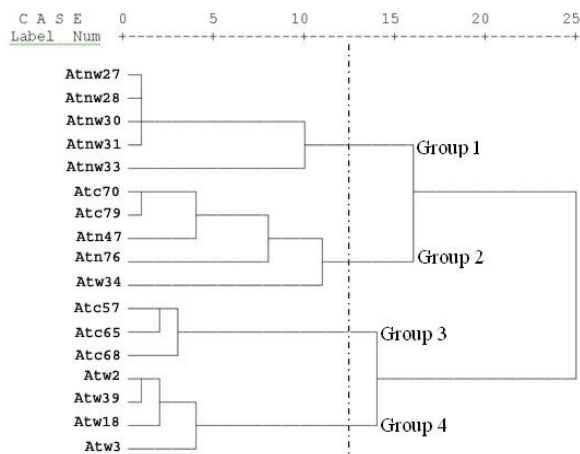 C A S E 0 5 10 15 20 25
Label Num
Atnw27
Atnw28
Atnw30
Atnw31
Group 1
Atnw33
Atc70
Atc79
Atn47
Atn76
Group 2
Atw34
Atc57
Atc65
Group 3
Atc68
Atw2
Atw39
Atw18
Group 4
Atw3